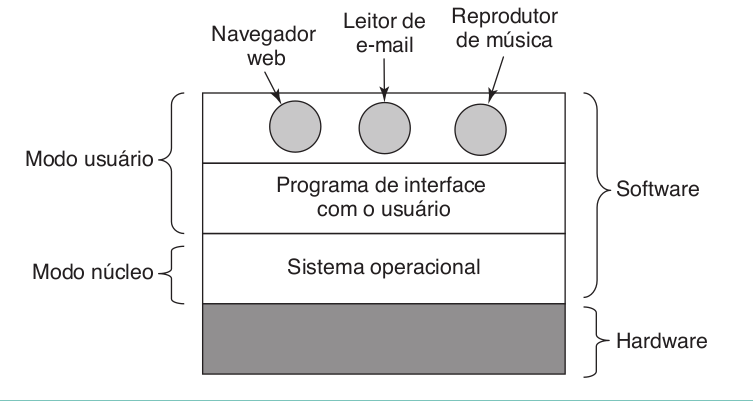 Navegador
web
Leitor de
e-mail
Reprodutor
de música
Modo usuário
Programa de interface
com o usuário
Software
Modo núcleo
Sistema operacional
Hardware